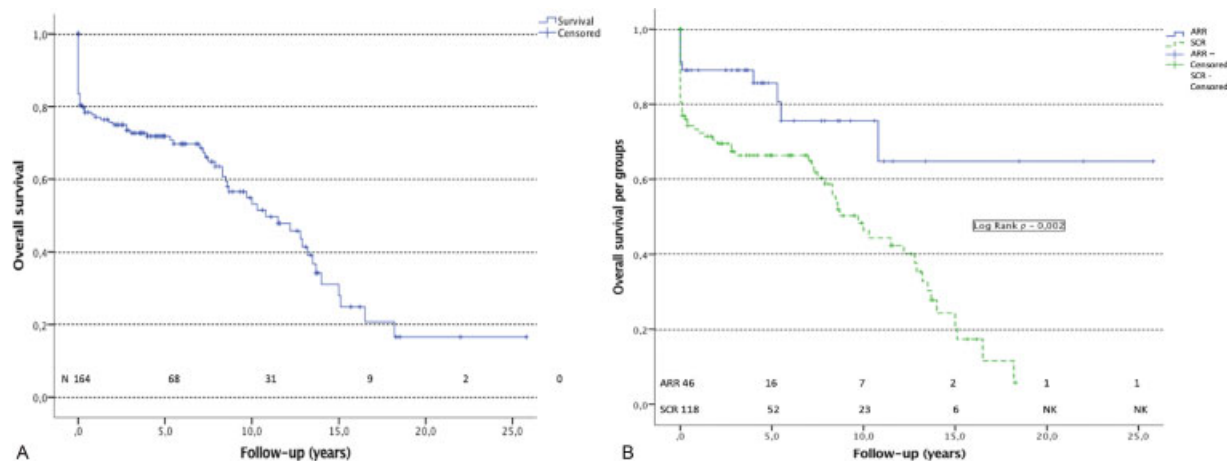 Survival
Censored
1,0
0,8
0,6
0,4
0,2
0,0
Overall survival
N 164 68 31 9 2 0
,0 5,0 10,0 15,0 20,0 25,0
Follow-up (years)
A
ARR
SCR
ARR –
Censored
SCR -
Censored
1,0
0,8
0,6
0,4
0,2
0,0
Overall survival per groups
Log Rank p – 0,002
ARR 46 16 7 2 1 1
SCR 118 52 23 6 NK NK
,0 5,0 10,0 15,0 20,0 25,0
Follow-up (years)
B